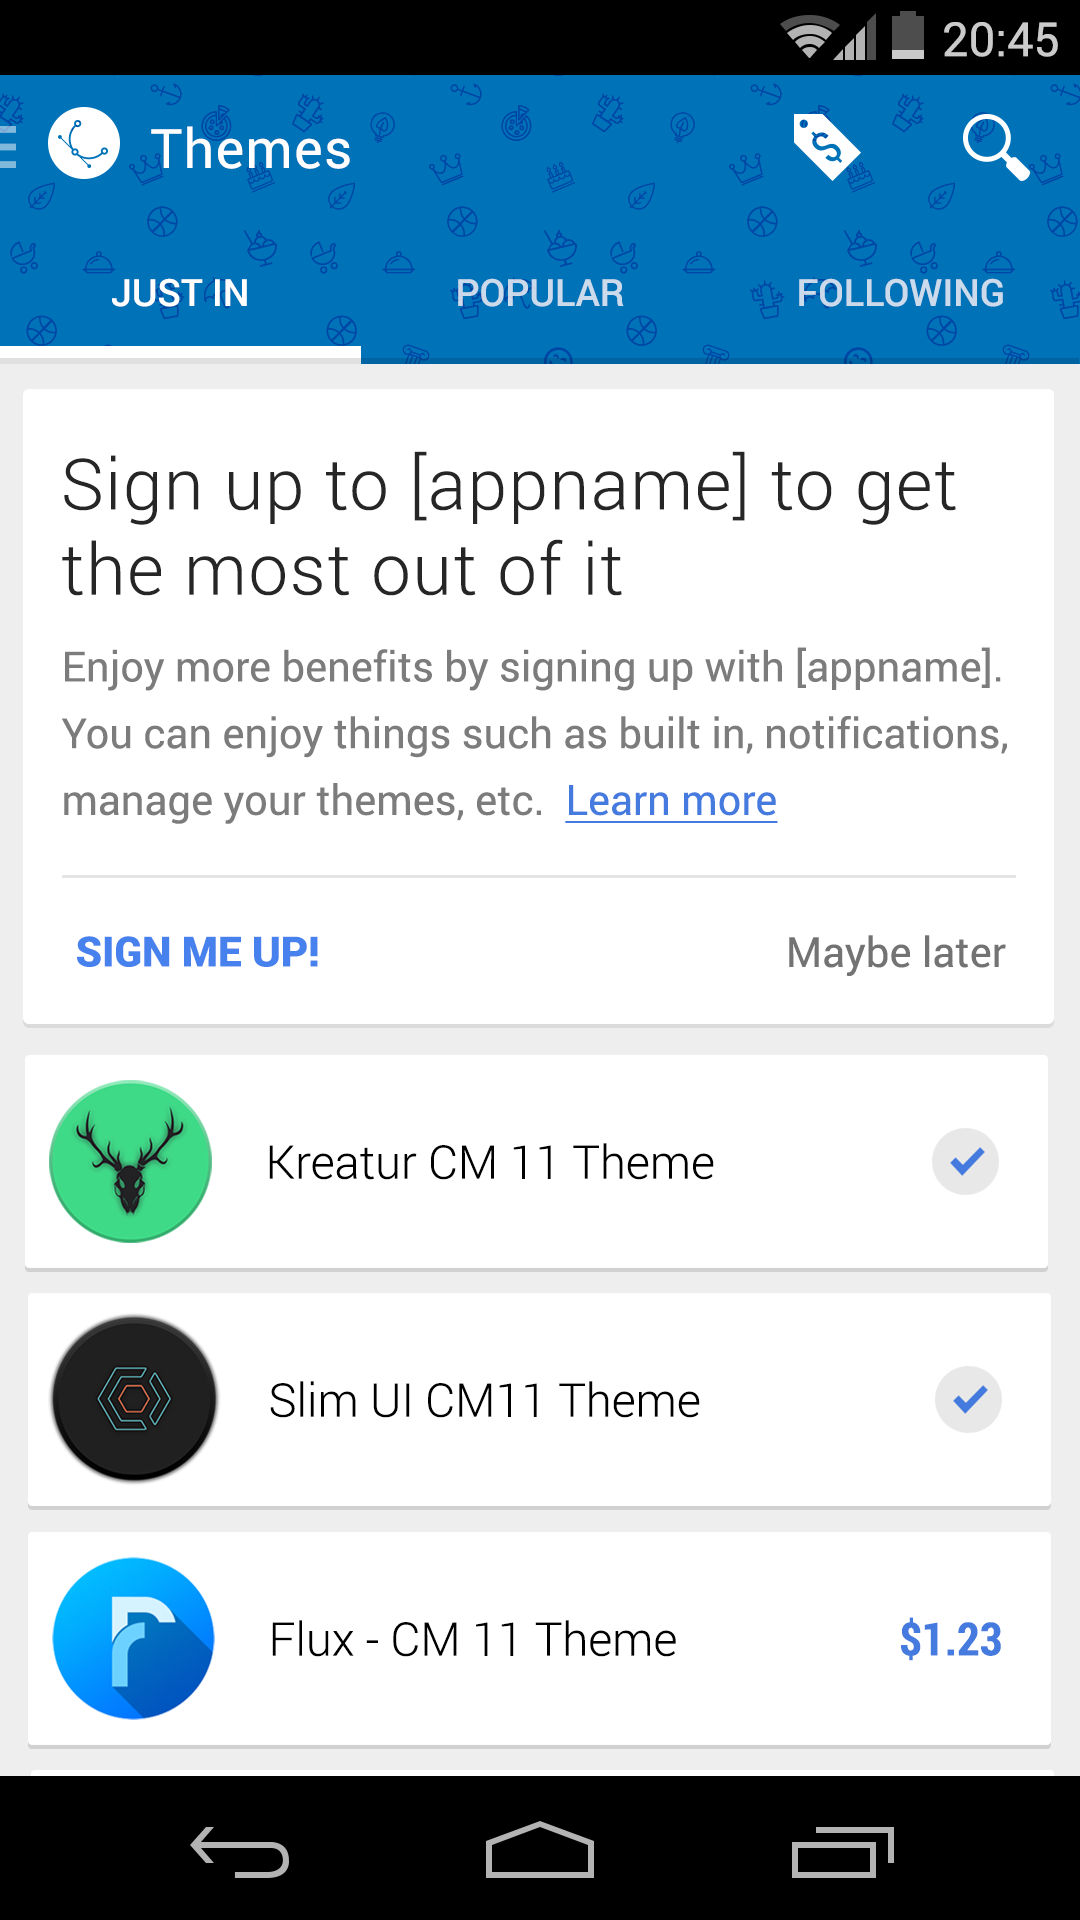 20:45
Themes
JUST IN
POPULAR
FOLLOWING
Sign up to [appname] to get
the most out of it
Enjoy more benefits by signing up with [appname].
You can enjoy things such as built in, notifications,
manage your themes, etc. Learn more
SIGN ME UP!
Maybe later
Kreatur CM 11 Theme
Slim UI CM11 Theme
Flux - CM 11 Theme
$1.23